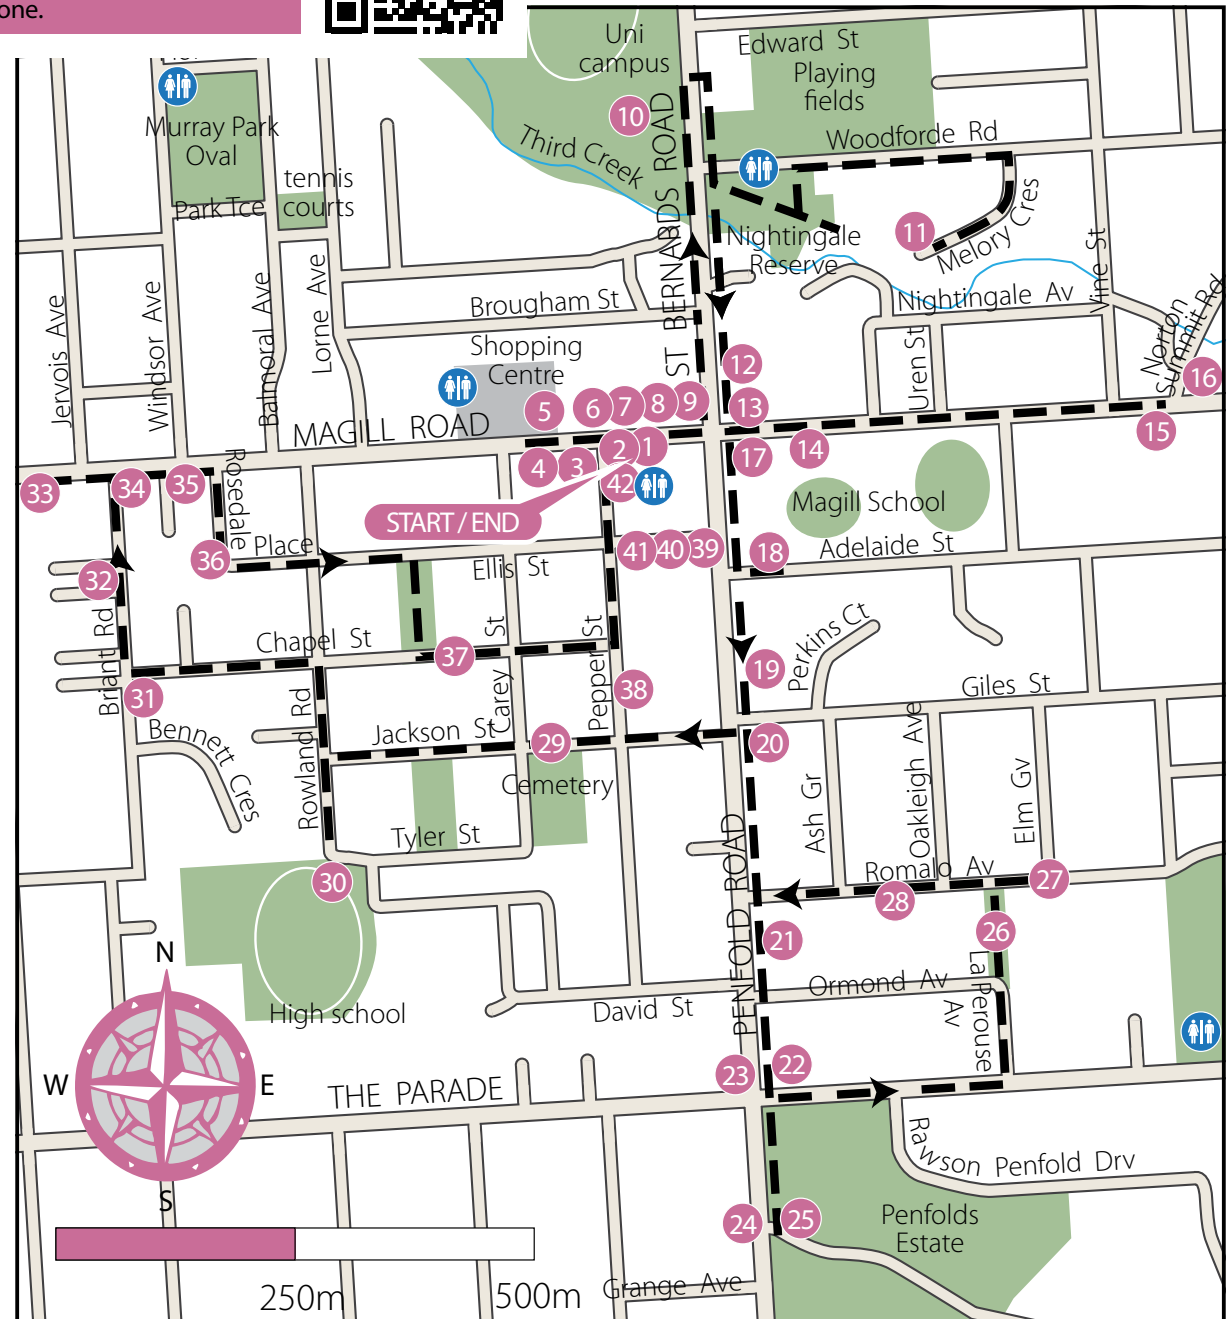 one.
Uni
campus
Edward St
Playing
fields
10
Murray Park
Oval
Third Creek
Woodforde Rd
tennis
courts
Park Tce
ST BERNARDS ROAD
11
Melory Cres
Nightingale
Reserve
Vine St
Nightingale Av
Jervois Ave
Windsor Ave
Balmoral Ave
Lorne Ave
Brougham St
Shopping
Centre
Uren St
Norton
Summit Rd
12
16
5
6
7
8
9
13
MAGILL ROAD
15
4
3
2
1
17
14
33
34
35
Rosedale
42
START / END
Magill School
36
Place
Ellis St
41
40
39
18
Adelaide St
32
Briant Rd
Chapel St
37
Carey St
Pepper St
Perkins Ct
19
31
38
Giles St
Bennett Cres
Rowland Rd
Jackson St
29
20
Cemetery
Ash Gr
Oakleigh Ave
Elm Gv
Tyler St
PENFOLD ROAD
Romalo Av
30
28
27
21
26
N
High school
David St
Ormond Av
La Perouse
Av
W
E
THE PARADE
23
22
S
Rawson Penfold Drv
24
25
Penfolds
Estate
250m
500m
Grange Ave